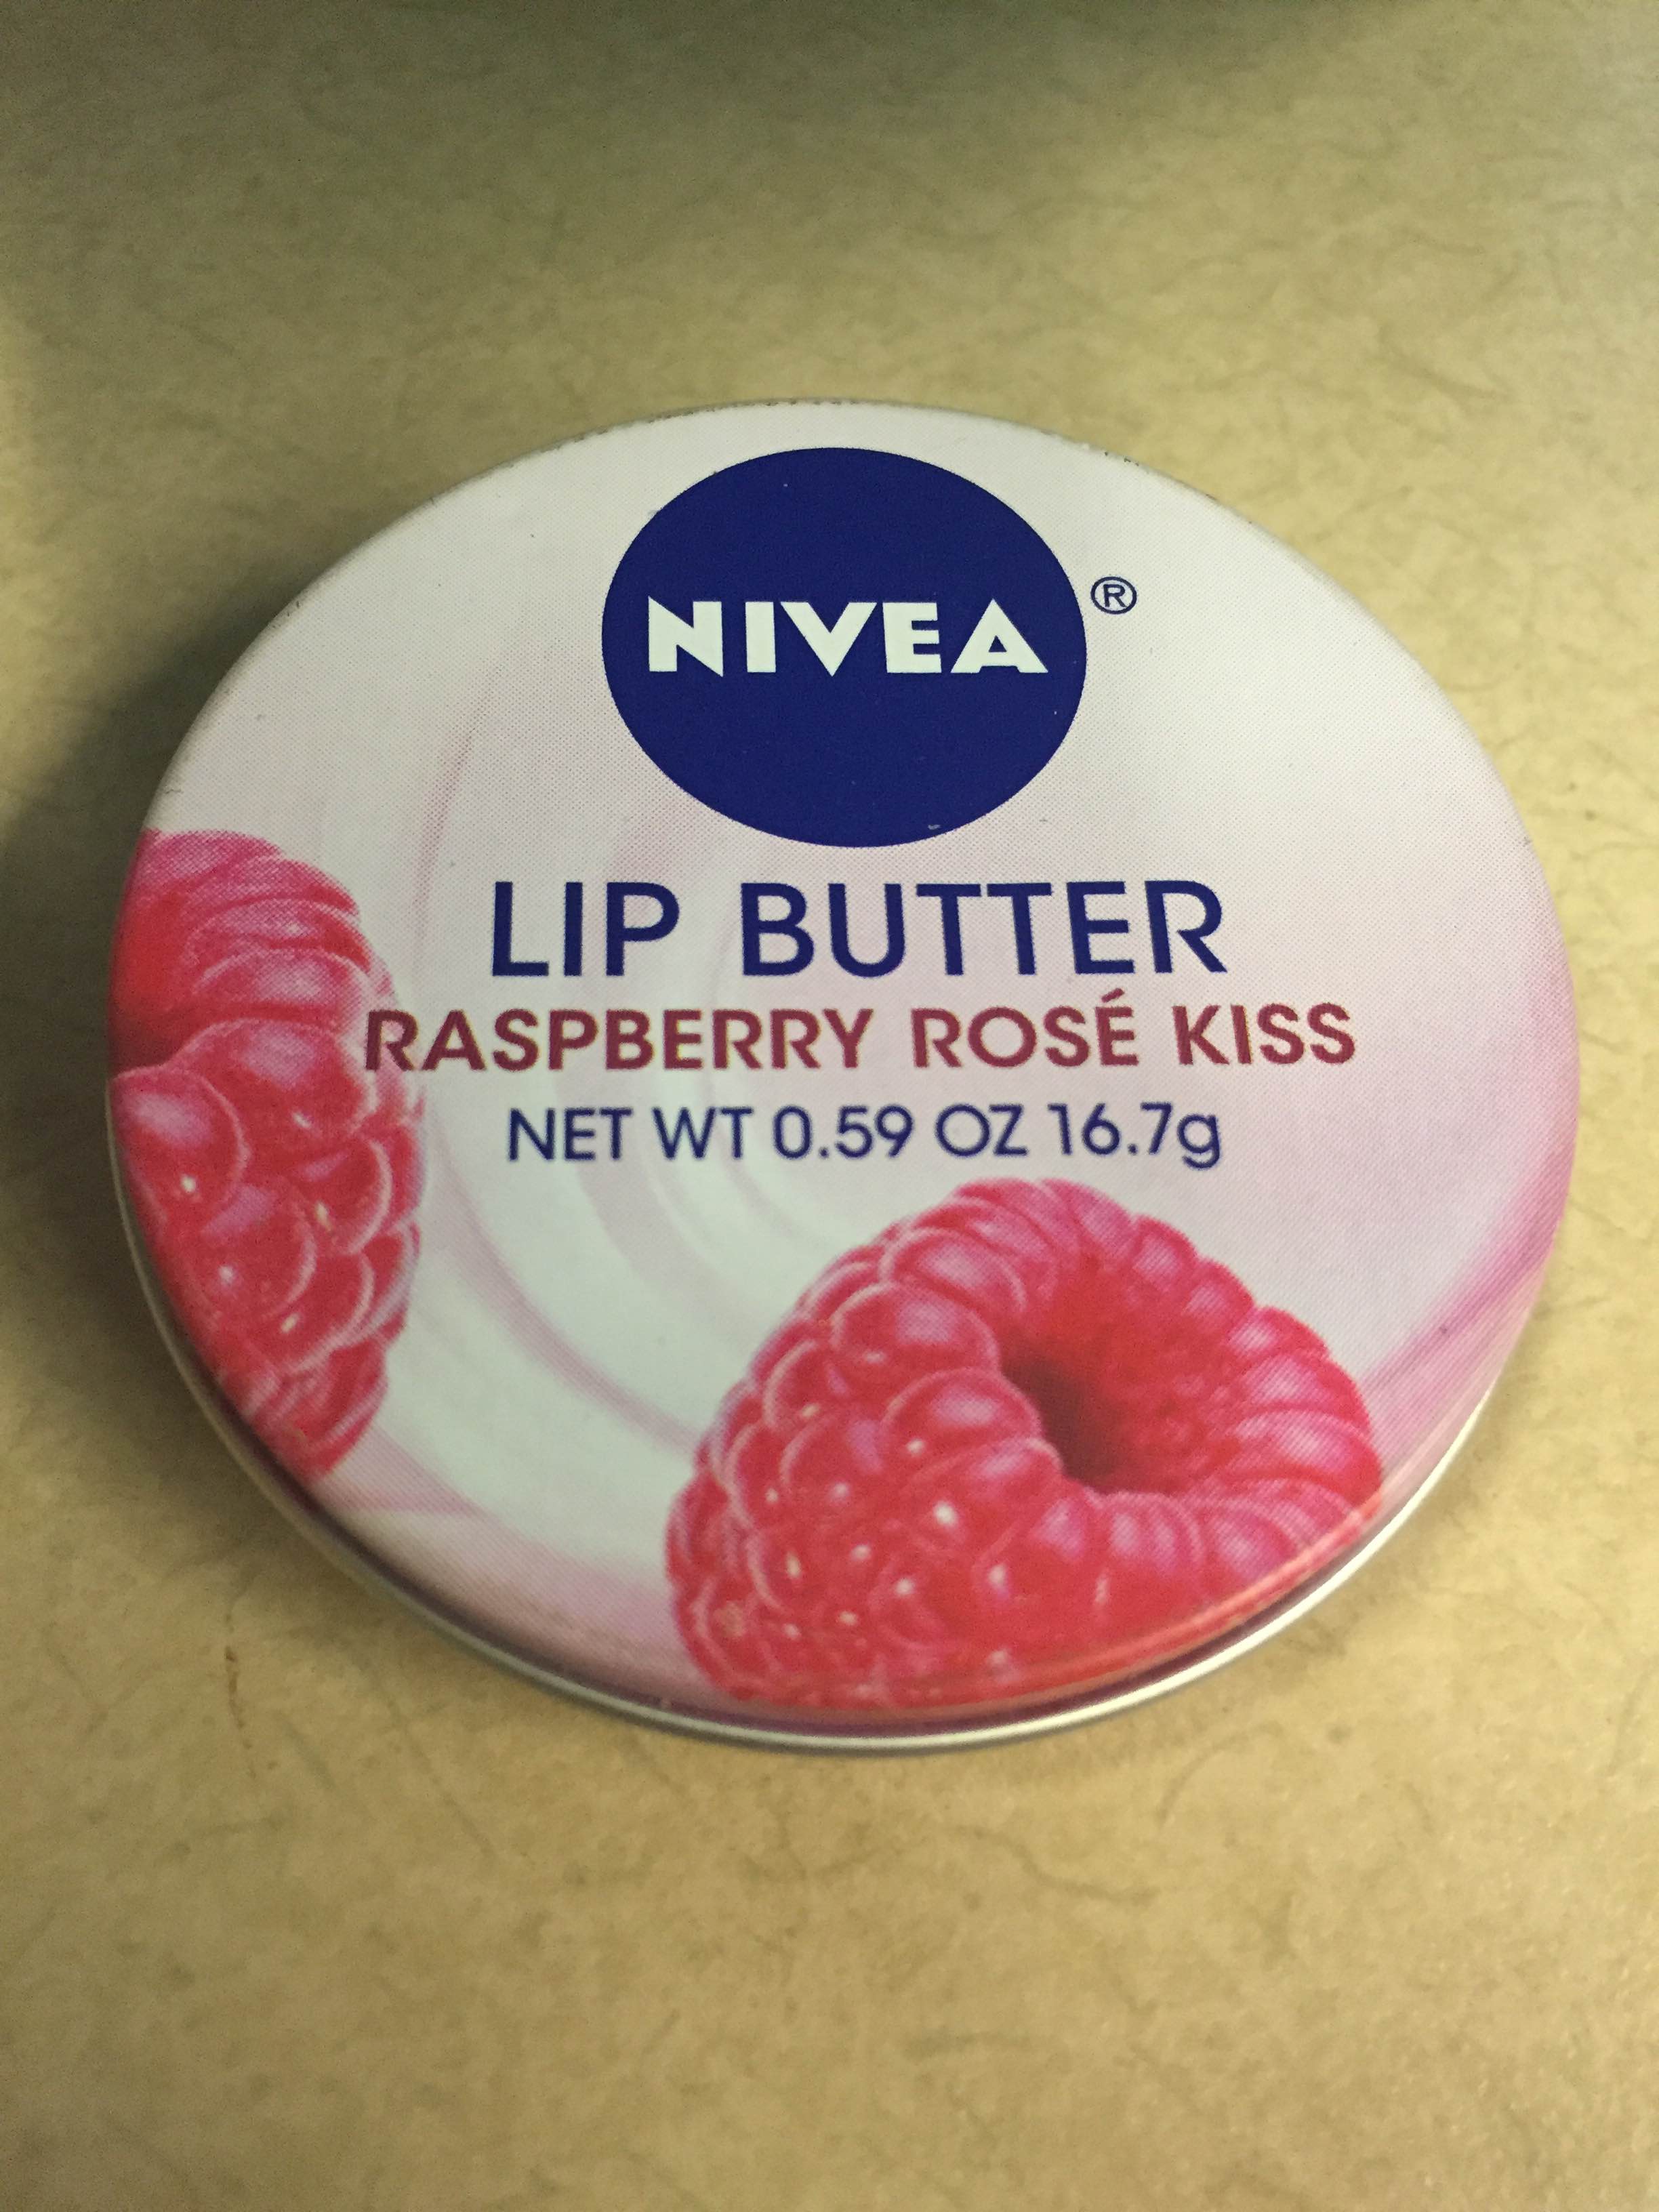 NIVEA ®
LIP BUTTER
RASPBERRY ROSÉ KISS
NET WT 0.59 OZ 16.7g